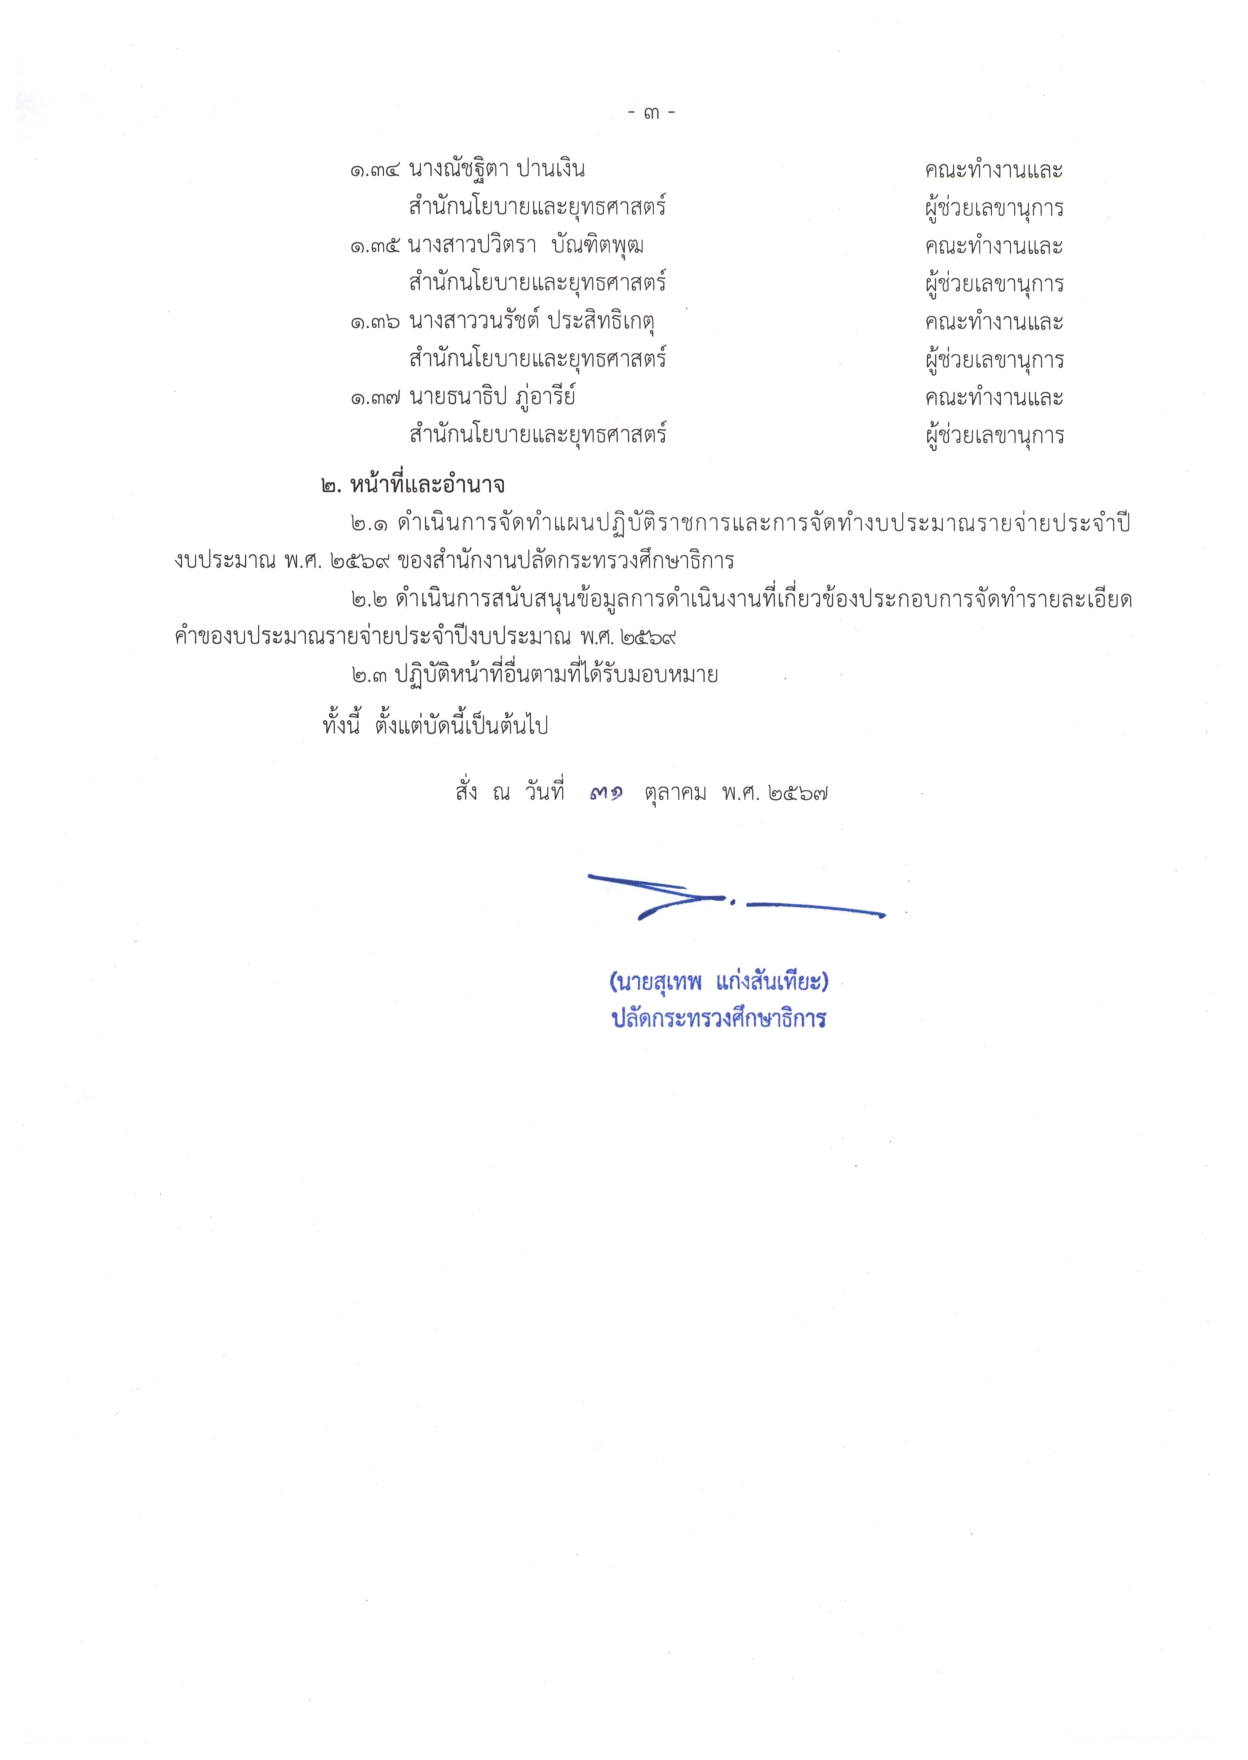 - ๓ -
๑.๓๔ นางณัชฐิตา ปานเงิน คณะทำงานและ
สำนักนโยบายและยุทธศาสตร์ ผู้ช่วยเลขานุการ
๑.๓๕ นางสาวปวิตรา บัณฑิตพุฒ คณะทำงานและ
สำนักนโยบายและยุทธศาสตร์ ผู้ช่วยเลขานุการ
๑.๓๖ นางสาววนรัชต์ ประสิทธิเกตุ คณะทำงานและ
สำนักนโยบายและยุทธศาสตร์ ผู้ช่วยเลขานุการ
๑.๓๗ นายธนาธิป ภู่อารีย์ คณะทำงานและ
สำนักนโยบายและยุทธศาสตร์ ผู้ช่วยเลขานุการ
๒. หน้าที่และอำนาจ
๒.๑ ดำเนินการจัดทำแผนปฏิบัติราชการและการจัดทำงบประมาณรายจ่ายประจำปี
งบประมาณ พ.ศ. ๒๕๖๙ ของสำนักงานปลัดกระทรวงศึกษาธิการ
๒.๒ ดำเนินการสนับสนุนข้อมูลการดำเนินงานที่เกี่ยวข้องประกอบการจัดทำรายละเอียด
คำของบประมาณรายจ่ายประจำปีงบประมาณ พ.ศ. ๒๕๖๙
๒.๓ ปฏิบัติหน้าที่อื่นตามที่ได้รับมอบหมาย
ทั้งนี้ ตั้งแต่บัดนี้เป็นต้นไป
สั่ง ณ วันที่ ๓๑ ตุลาคม พ.ศ. ๒๕๖๗
(นายสุเทพ แก่งสันเทียะ)
ปลัดกระทรวงศึกษาธิการ